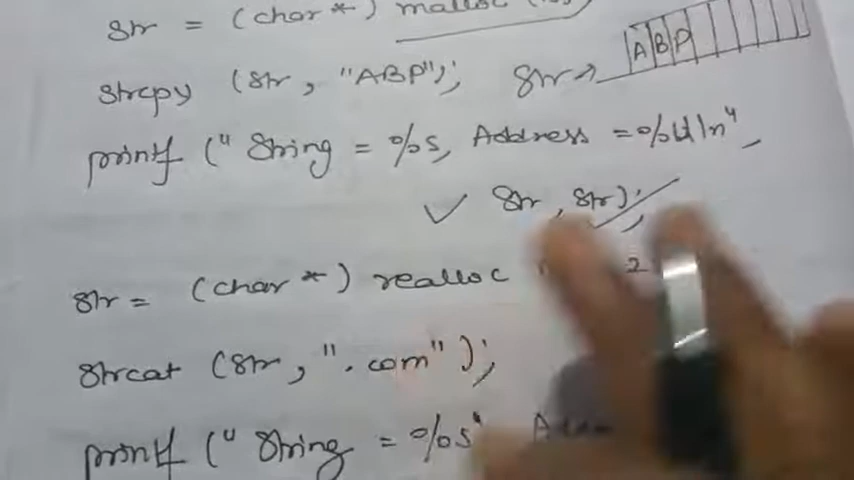 str = (char *) malloc (
strcpy (str, "ABP"); str→ A B P
printf (" String = %s, Address = %u\n",
✓ str, str);
str = (char *) realloc 2
strcat (str, ".com");
printf (" String = %s